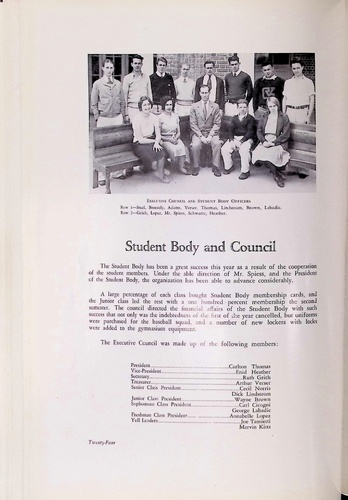 Executive Council and Student Body Officers
Row 1—Beal, Brassidy, Adams, Verser, Thomas, Lindstrum, Brown, Labadie.
Row 2—Grich, Lopez, Mr. Spiess, Schwartz, Heather.
Student Body and Council
The Student Body has been a great success this year as a result of the cooperation
of the student members. Under the able direction of Mr. Spiess, and the President
of the Student Body, the organization has been able to advance considerably.
A large percentage of each class bought Student Body membership cards, and
the Junior class led the rest with a one hundred percent membership the second
semester. The council directed the financial affairs of the Student Body with such
success that not only was the indebtedness of the first of the year cancelled, but uniforms
were purchased for the baseball squad, and a number of new lockers with locks
were added to the gymnasium equipment.
The Executive Council was made up of the following members:
President Carlton Thomas
Vice-President Enid Heather
Secretary Ruth Grich
Treasurer Arthur Verser
Senior Class President Cecil Norris
Dick Lindstrom
Junior Class President Wayne Brown
Sophomore Class President Carl Cicogni
George Labadie
Freshman Class President Annabelle Lopez
Yell Leaders Joe Tamietti
Marvin Kitts
Twenty-Four